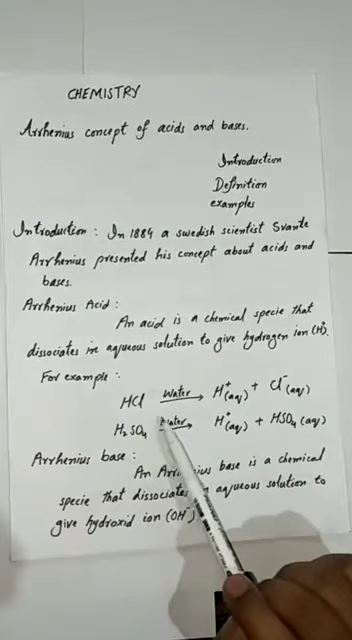 CHEMISTRY
Arrhenius concept of acids and bases.
Introduction
Definition
examples
Introduction : In 1884 a swedish scientist Svante
Arrhenius presented his concept about acids and
bases.
Arrhenius Acid :
An acid is a chemical specie that
dissociates in aqueous solution to give hydrogen ion (H⁺).
For example :
HCl water→ H⁺(aq) + Cl⁻(aq)
H₂SO₄ water→ H⁺(aq) + HSO₄(aq)
Arrhenius base :
An Arrhenius base is a chemical
specie that dissociates in aqueous solution to
give hydroxid ion (OH⁻)